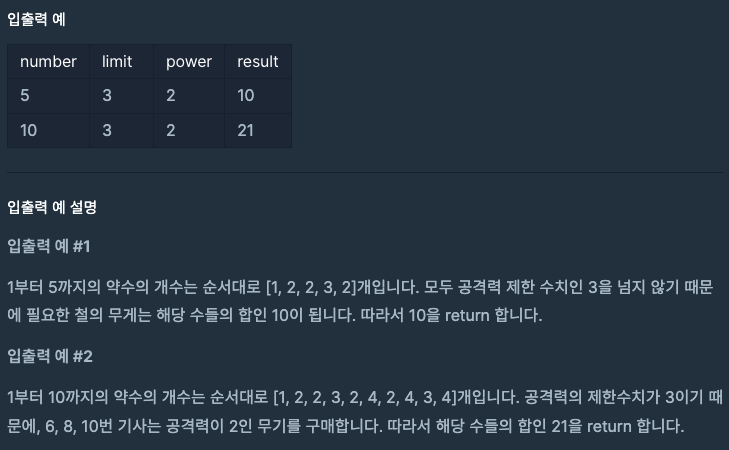 입출력 예
number limit power result
5 3 2 10
10 3 2 21
입출력 예 설명
입출력 예 #1
1부터 5까지의 약수의 개수는 순서대로 [1, 2, 2, 3, 2]개입니다. 모두 공격력 제한 수치인 3을 넘지 않기 때문
에 필요한 철의 무게는 해당 수들의 합인 10이 됩니다. 따라서 10을 return 합니다.
입출력 예 #2
1부터 10까지의 약수의 개수는 순서대로 [1, 2, 2, 3, 2, 4, 2, 4, 3, 4]개입니다. 공격력의 제한수치가 3이기 때
문에, 6, 8, 10번 기사는 공격력이 2인 무기를 구매합니다. 따라서 해당 수들의 합인 21을 return 합니다.